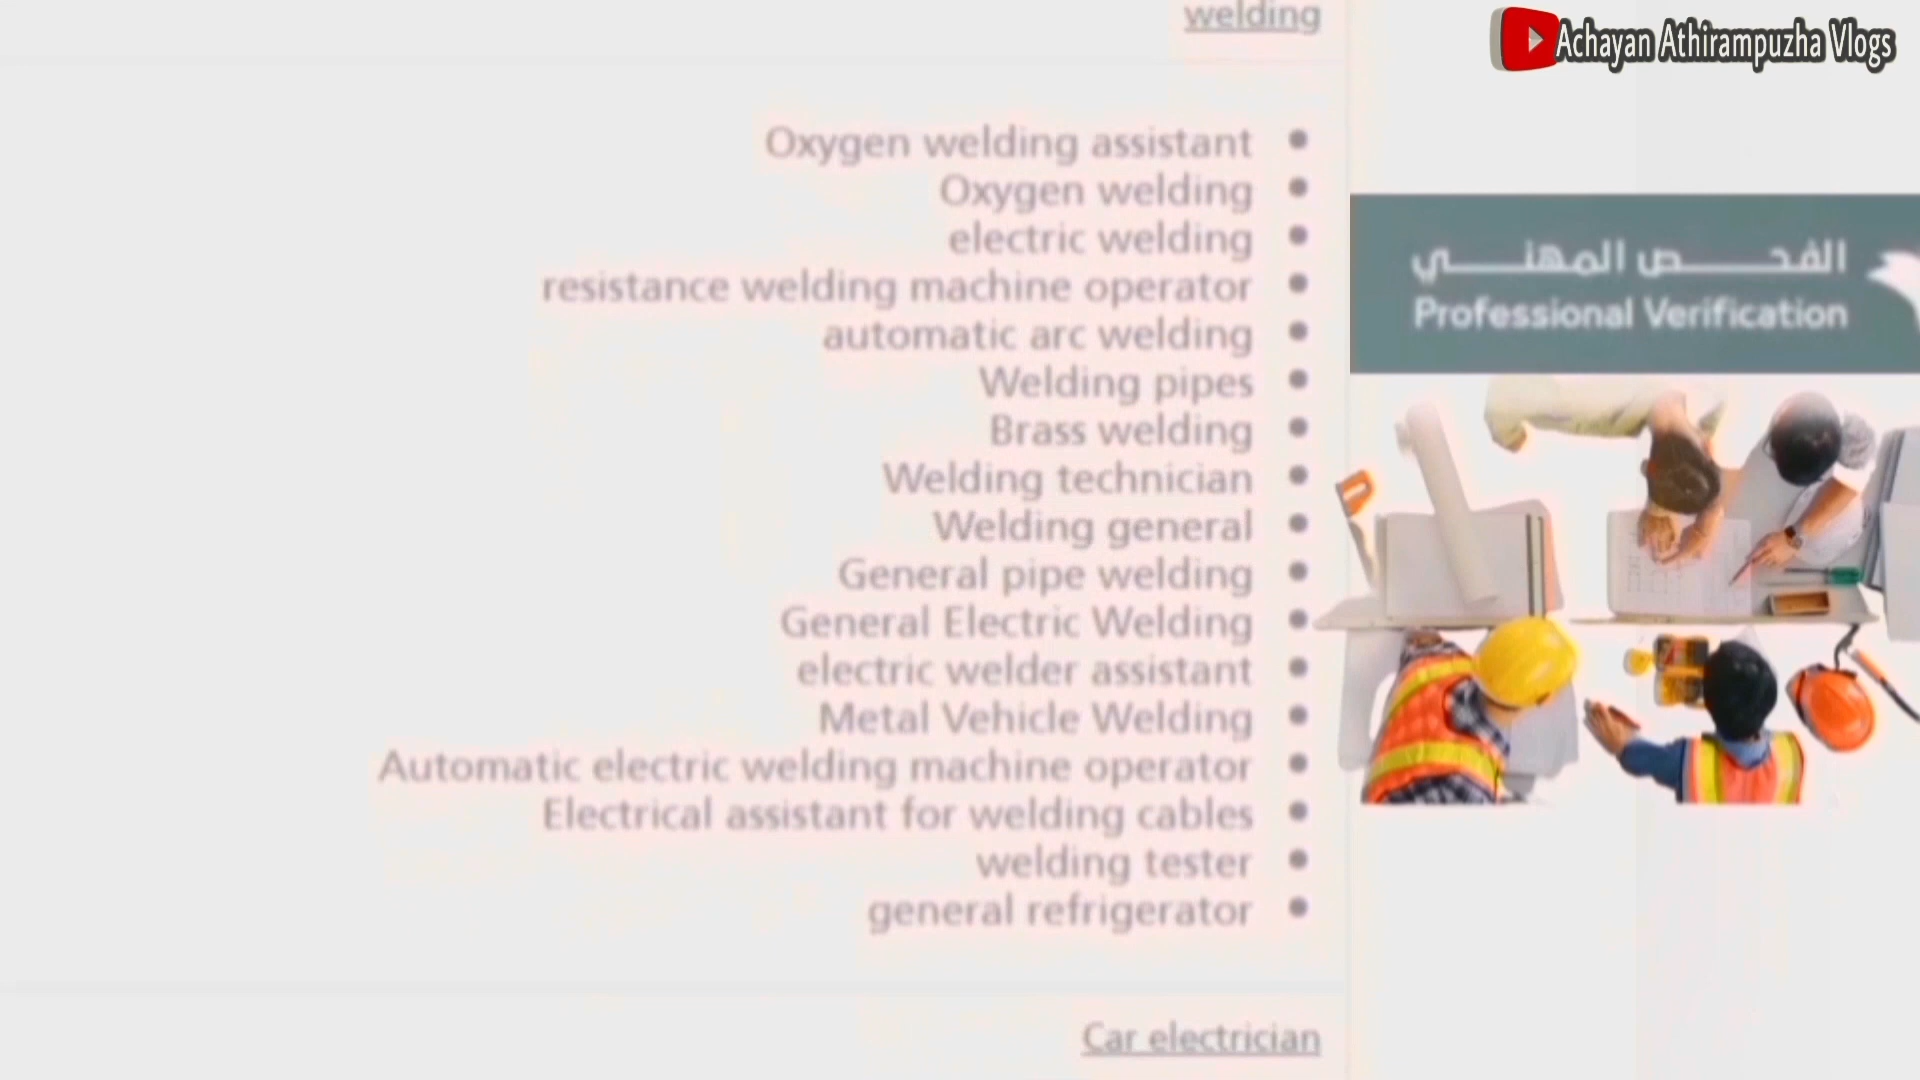 welding
Achayan Athirampuzha Vlogs
Oxygen welding assistant
Oxygen welding
electric welding
resistance welding machine operator
automatic arc welding
Welding pipes
Brass welding
Welding technician
Welding general
General pipe welding
General Electric Welding
electric welder assistant
Metal Vehicle Welding
Automatic electric welding machine operator
Electrical assistant for welding cables
welding tester
general refrigerator
Car electrician
الفحـــــــص المهنـــــــي
Professional Verification